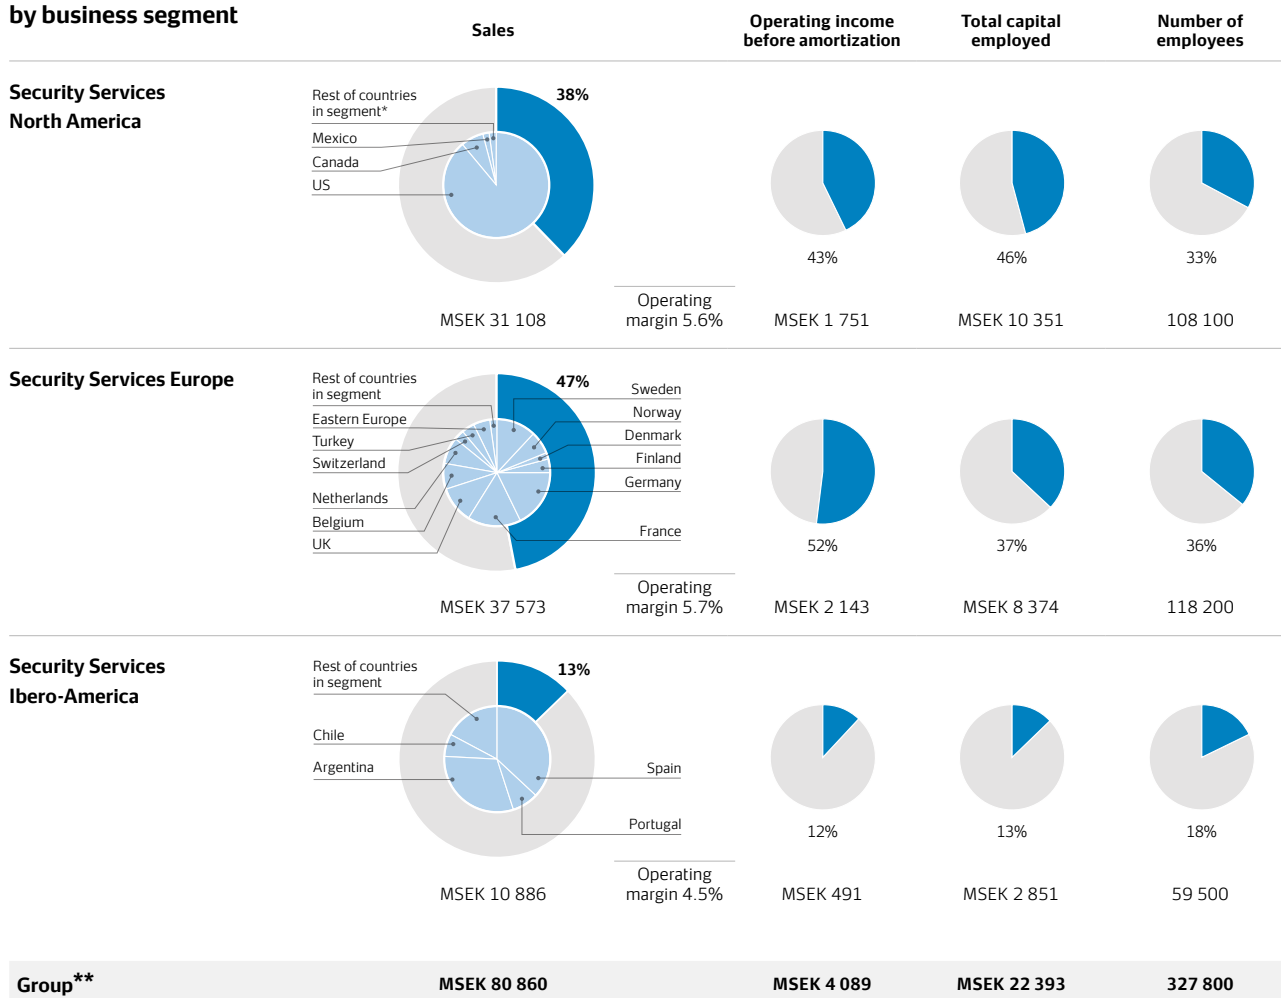 by business segment
Sales
Operating income
before amortization
Total capital
employed
Number of
employees
Security Services
North America
Rest of countries
in segment*
Mexico
Canada
US
38%
43%
46%
33%
Operating
margin 5.6%
MSEK 31 108
MSEK 1 751
MSEK 10 351
108 100
Security Services Europe
Rest of countries
in segment
Eastern Europe
Turkey
Switzerland
Netherlands
Belgium
UK
47%
Sweden
Norway
Denmark
Finland
Germany
France
52%
37%
36%
Operating
margin 5.7%
MSEK 37 573
MSEK 2 143
MSEK 8 374
118 200
Security Services
Ibero-America
Rest of countries
in segment
Chile
Argentina
13%
Spain
Portugal
12%
13%
18%
Operating
margin 4.5%
MSEK 10 886
MSEK 491
MSEK 2 851
59 500
Group**
MSEK 80 860
MSEK 4 089
MSEK 22 393
327 800